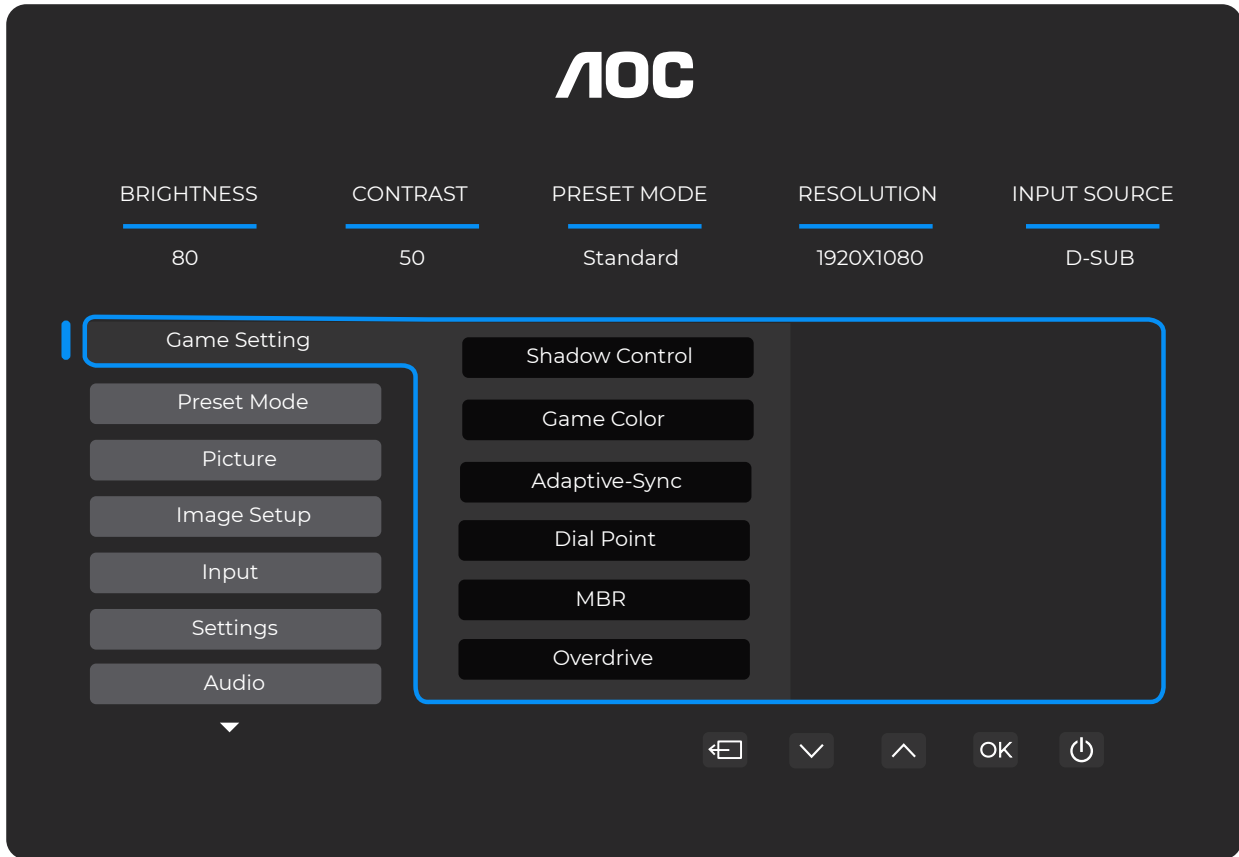 AOC
BRIGHTNESS CONTRAST PRESET MODE RESOLUTION INPUT SOURCE
80 50 Standard 1920X1080 D-SUB
Game Setting
Preset Mode
Picture
Image Setup
Input
Settings
Audio
Shadow Control
Game Color
Adaptive-Sync
Dial Point
MBR
Overdrive
OK